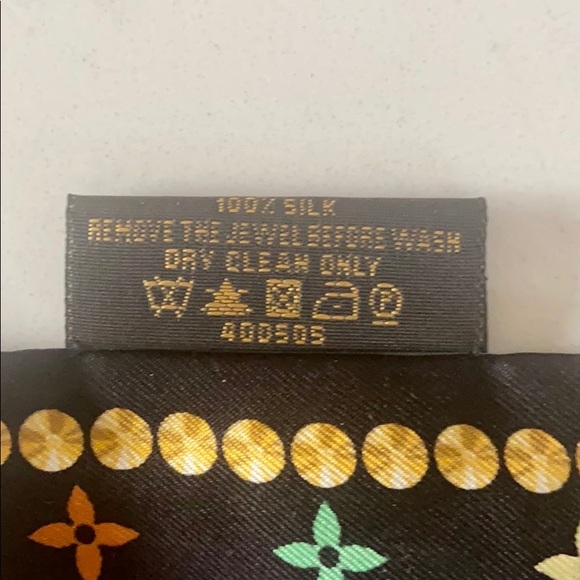 100% SILK
REMOVE THE JEWEL BEFORE WASH
DRY CLEAN ONLY
P
400505